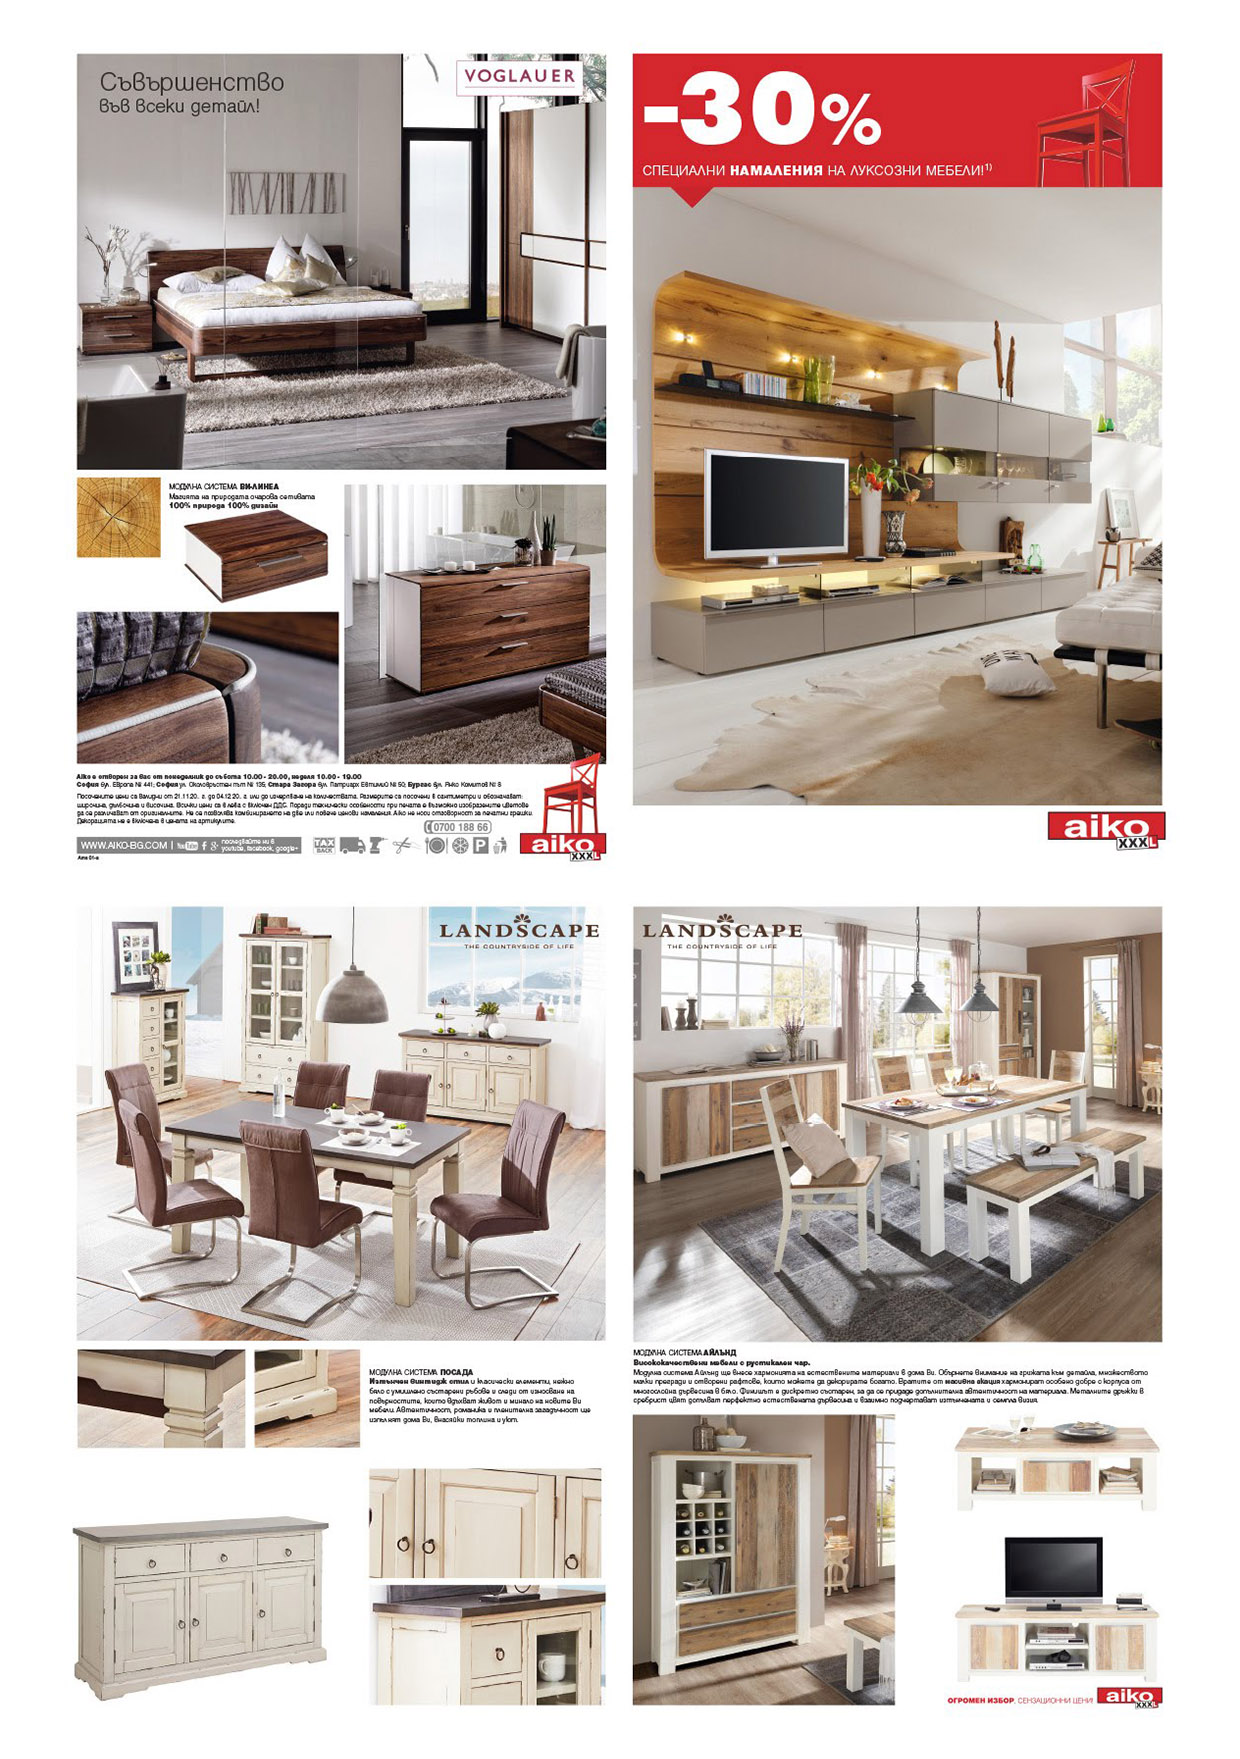 Съвършенство
във всеки детайл!
VOGLAUER
МОДУЛНА СИСТЕМА ВИ-ЛИНЕА
Магията на природата очарова сетивата
100% природа 100% дизайн
Aiko е отворен за Вас от понеделник до събота 10.00 - 20.00, неделя 10.00 - 19.00
София бул. Европа № 441; София ул. Околовръстен път № 135; Стара Загора бул. Патриарх Евтимий № 50; Бургас бул. Янко Комитов № 8
Посочените цени са валидни от 21.11.20. г. до 04.12.20. г. или до изчерпване на количествата. Размерите са посочени в сантиметри и обозначават:
широчина, дълбочина и височина. Всички цени са в лева с включен ДДС. Поради технически особености при печата е възможно изобразените цветове
да се различават от оригиналните. Не се позволява комбинирането на две или повече ценови намаления. Aiko не носи отговорност за печатни грешки.
Декорацията не е включена в цената на артикулите.
0700 188 66
WWW.AIKO-BG.COM | YouTube f g+ последвайте ни в
youtube, facebook, google+
TAX
BACK
P
aiko
XXXL
-30%
СПЕЦИАЛНИ НАМАЛЕНИЯ НА ЛУКСОЗНИ МЕБЕЛИ!1)
aiko
XXXL
LANDSCAPE
THE COUNTRYSIDE OF LIFE
МОДУЛНА СИСТЕМА ПОСАДА
Изтънчен винтидж стил и класически елементи, нежно
бяло с умишлено състарени ръбове и следи от износване на
повърхностите, които вдъхват живот и минало на новите Ви
мебели. Автентичност, романтика и пленителна загадъчност ще
изпълнят дома Ви, внасяйки топлина и уют.
LANDSCAPE
THE COUNTRYSIDE OF LIFE
МОДУЛНА СИСТЕМА АЙЛЪНД
Висококачествени мебели с рустикален чар.
Модулна система Айлънд ще внесе хармонията на естествените материали в дома Ви. Обърнете внимание на грижата към детайла, множеството
малки прегради и отворени рафтове, които можете да декорирате богато. Вратите от масивна акация хармонират особено добре с корпуса от
многослойна дървесина в бяло. Финишът е дискретно състарен, за да се придаде допълнителна автентичност на материала. Металните дръжки в
сребрист цвят допълват перфектно естествената дървесина и взаимно подчертават изтънчената и семпла визия.
ОГРОМЕН ИЗБОР, СЕНЗАЦИОННИ ЦЕНИ!
aiko
XXXL